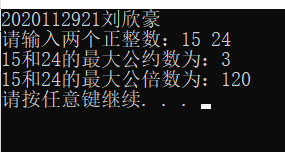 2020112921刘欣豪
请输入两个正整数：15 24
15和24的最大公约数为：3
15和24的最大公倍数为：120
请按任意键继续. . .